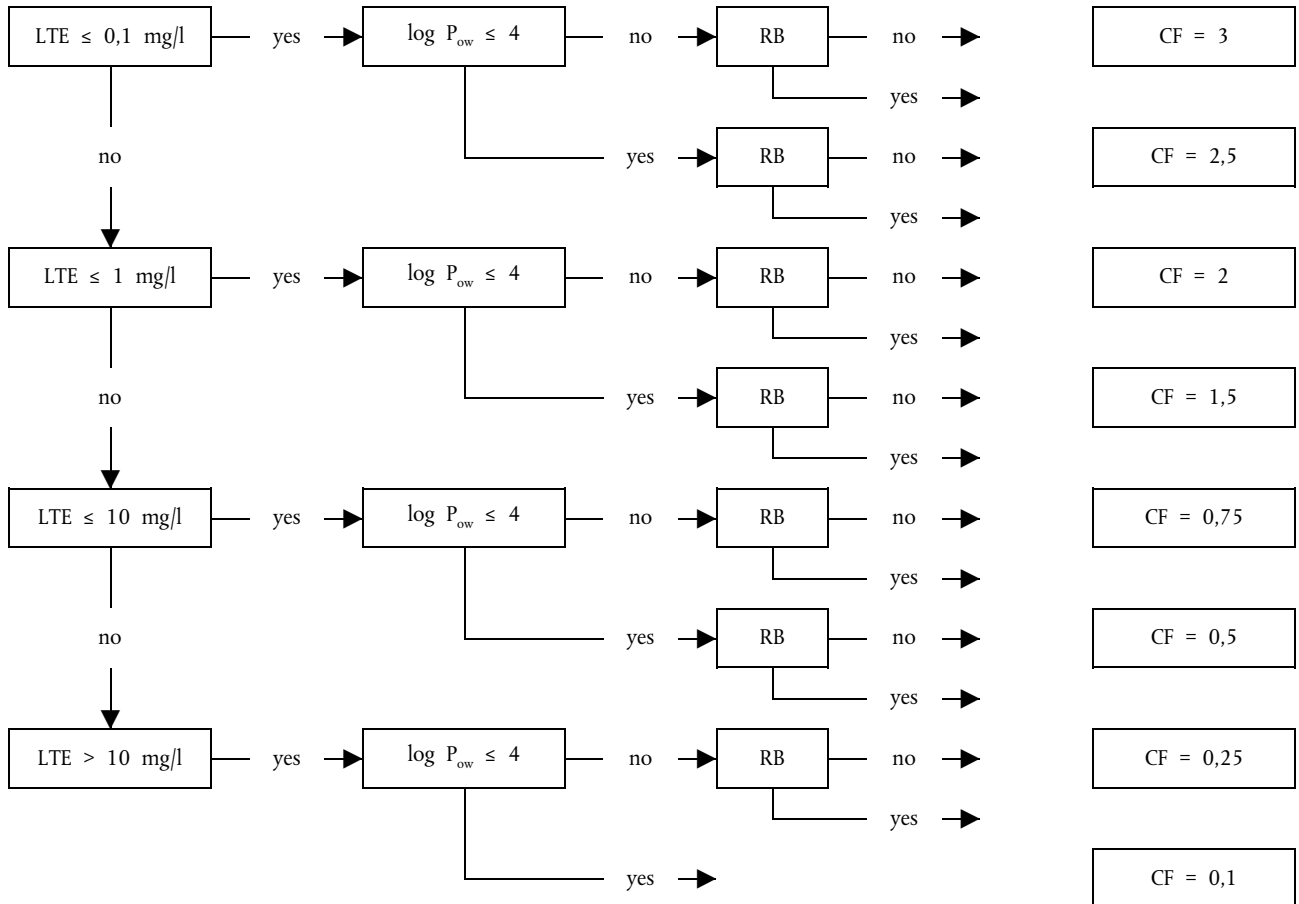 LTE ≤ 0,1 mg/l yes log Pow ≤ 4 no RB no CF = 3
yes
no yes RB no CF = 2,5
yes
LTE ≤ 1 mg/l yes log Pow ≤ 4 no RB no CF = 2
yes
no yes RB no CF = 1,5
yes
LTE ≤ 10 mg/l yes log Pow ≤ 4 no RB no CF = 0,75
yes
no yes RB no CF = 0,5
yes
LTE > 10 mg/l yes log Pow ≤ 4 no RB no CF = 0,25
yes
yes CF = 0,1